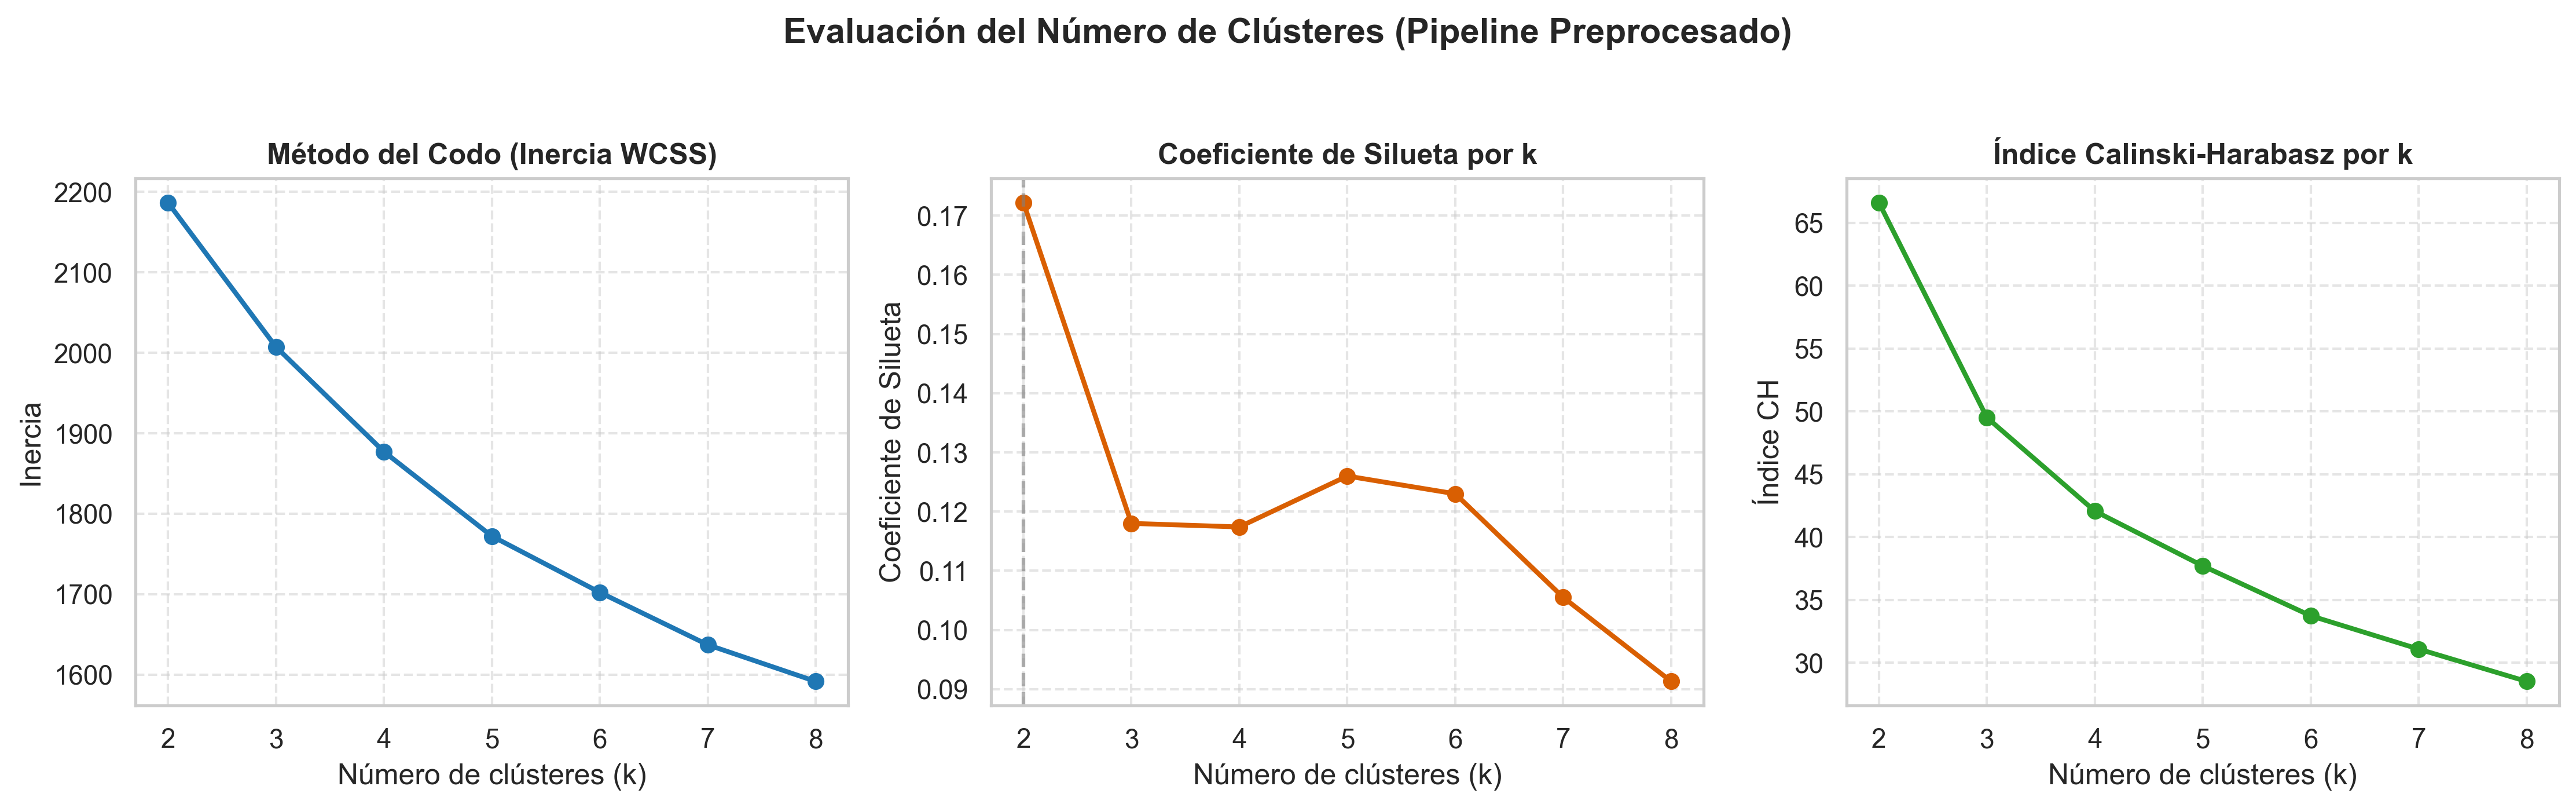 Evaluación del Número de Clústeres (Pipeline Preprocesado)
Método del Codo (Inercia WCSS)
2200
2100
2000
1900
1800
1700
1600
Inercia
2 3 4 5 6 7 8
Número de clústeres (k)
Coeficiente de Silueta por k
0.17
0.16
0.15
0.14
0.13
0.12
0.11
0.10
0.09
Coeficiente de Silueta
2 3 4 5 6 7 8
Número de clústeres (k)
Índice Calinski-Harabasz por k
65
60
55
50
45
40
35
30
Índice CH
2 3 4 5 6 7 8
Número de clústeres (k)